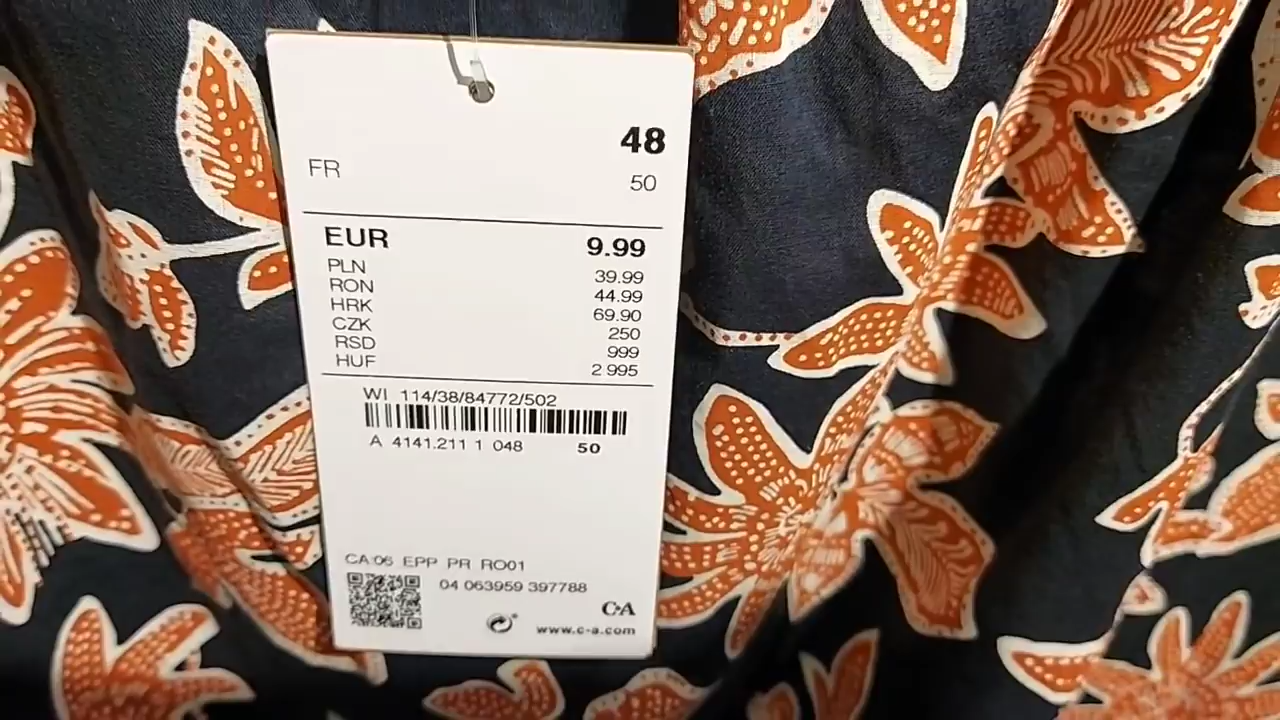 48
FR 50
EUR 9.99
PLN 39.99
RON 44.99
HRK 69.90
CZK 250
RSD 999
HUF 2 995
WI 114/38/84772/502
A 4141.211 1 048 50
CA 06 EPP PR RO01
04 063959 397788
C&A
www.c-a.com